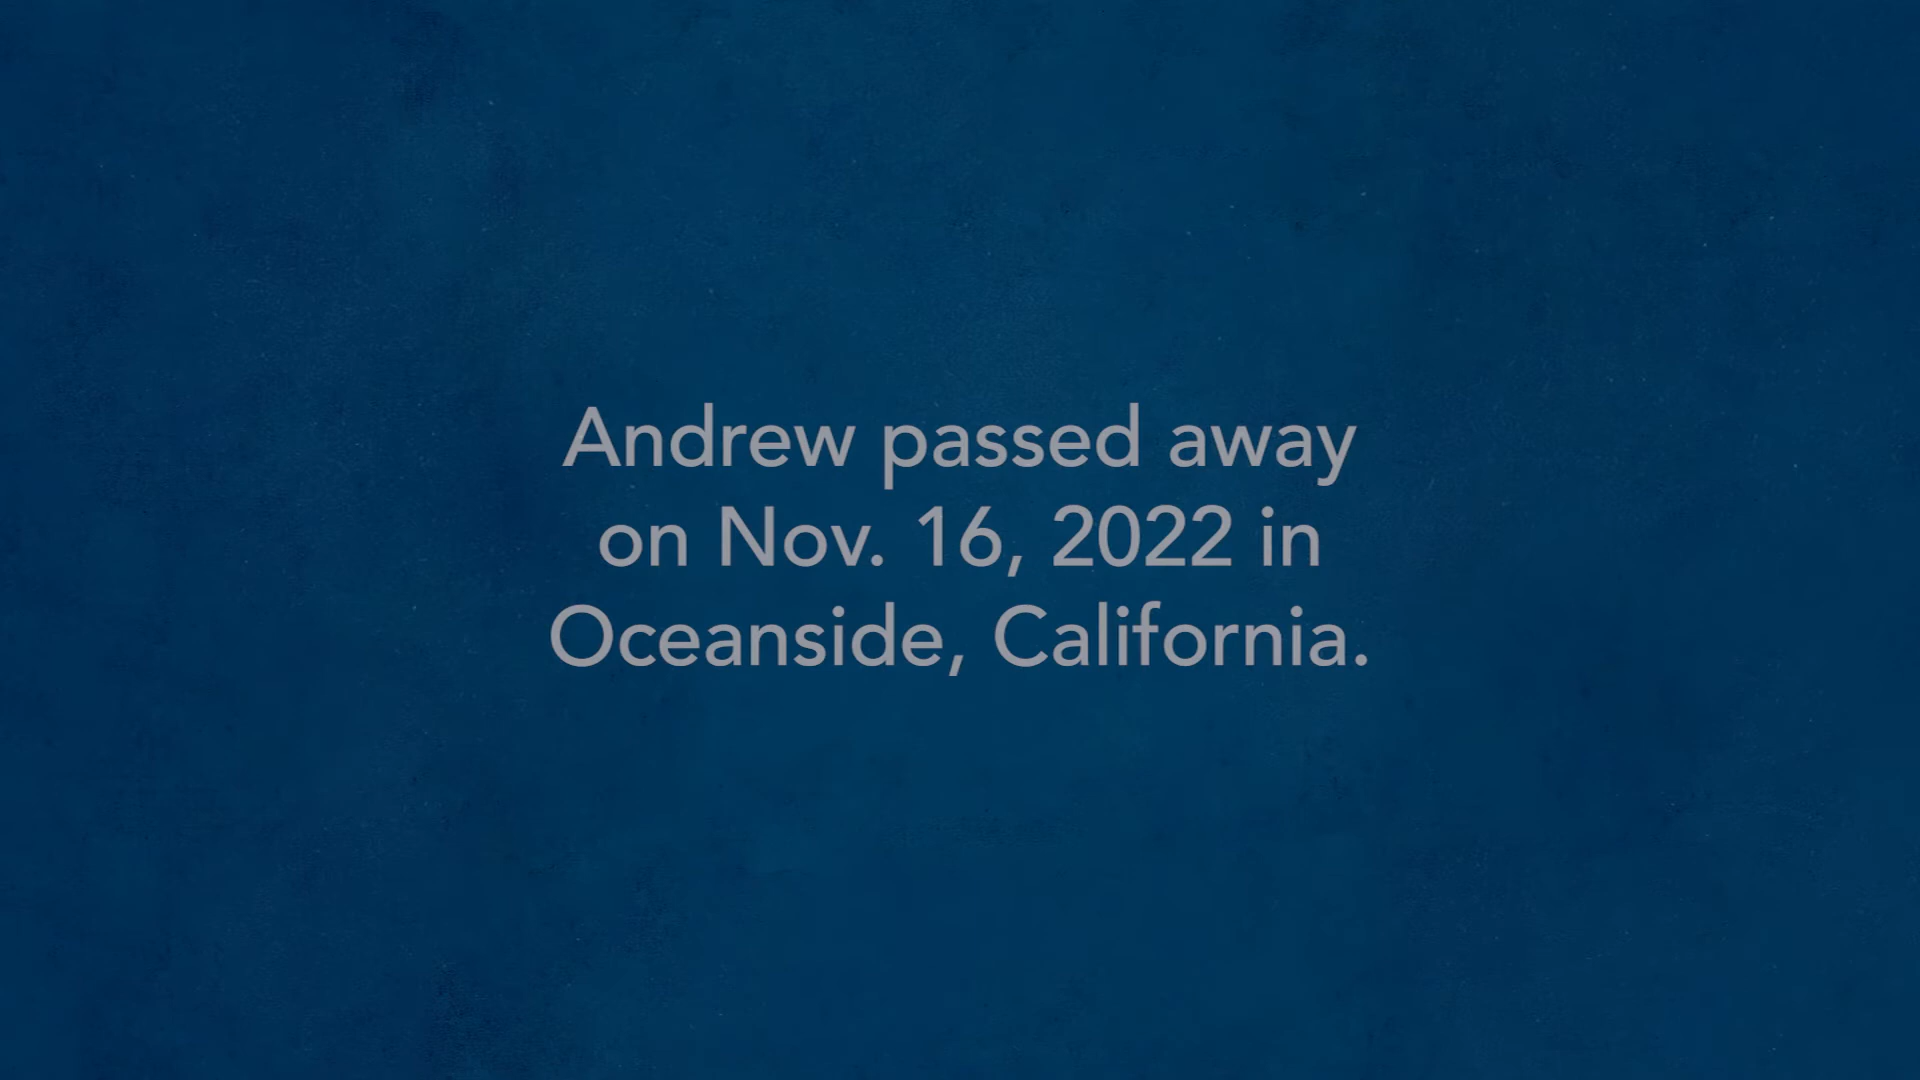 Andrew passed away
on Nov. 16, 2022 in
Oceanside, California.